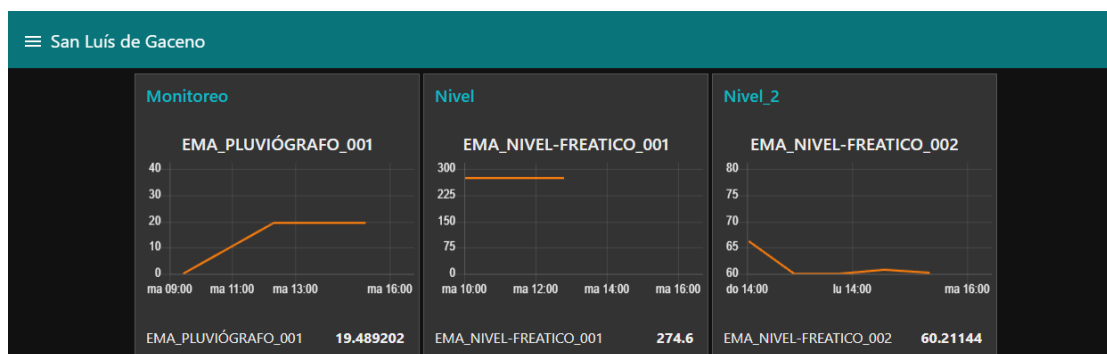 San Luís de Gaceno
Monitoreo
EMA_PLUVIÓGRAFO_001
40
30
20
10
0
ma 09:00 ma 11:00 ma 13:00 ma 16:00
EMA_PLUVIÓGRAFO_001 19.489202
Nivel
EMA_NIVEL-FREATICO_001
300
225
150
75
0
ma 10:00 ma 12:00 ma 14:00 ma 16:00
EMA_NIVEL-FREATICO_001 274.6
Nivel_2
EMA_NIVEL-FREATICO_002
80
75
70
65
60
do 14:00 lu 14:00 ma 16:00
EMA_NIVEL-FREATICO_002 60.21144